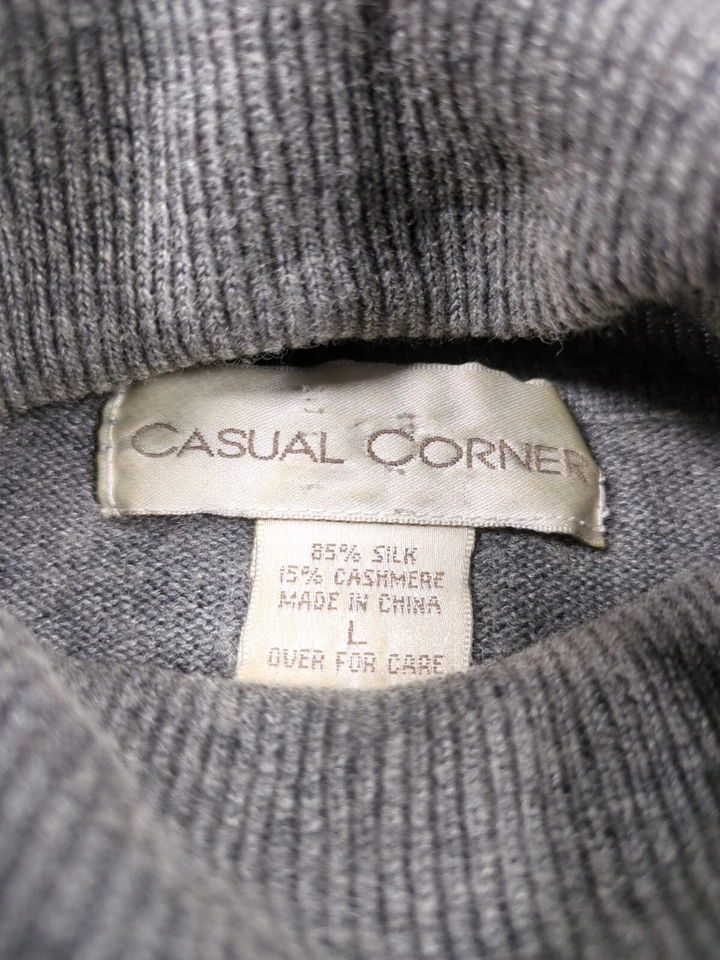 CASUAL CORNER
85% SILK
15% CASHMERE
MADE IN CHINA
L
OVER FOR CARE